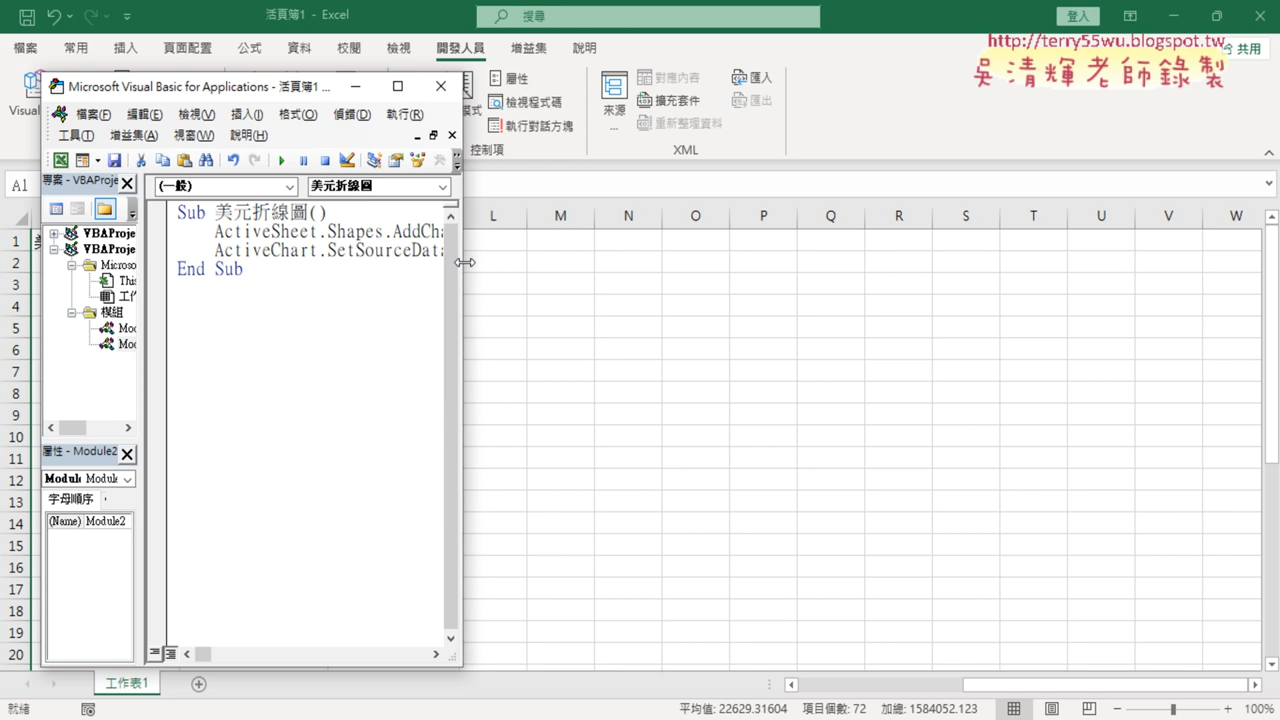 活頁簿1 - Excel
搜尋
登入
檔案 常用 插入 頁面配置 公式 資料 校閱 檢視 開發人員 增益集 說明
共用
http://terry55wu.blogspot.tw
吳清輝老師錄製
Visual
屬性
檢視程式碼
執行對話方塊
控制項
來源
...
對應內容
擴充套件
重新整理資料
匯入
匯出
XML
Microsoft Visual Basic for Applications - 活頁簿1 ...
檔案(F) 編輯(E) 檢視(V) 插入(I) 格式(O) 偵錯(D) 執行(R)
工具(T) 增益集(A) 視窗(W) 說明(H)
A1
專案 - VBAProje
(一般)
美元折線圖
VBAProje
VBAProje
Microso
Thi
工作
模組
Mod
Mod
Sub 美元折線圖()
ActiveSheet.Shapes.AddCha
ActiveChart.SetSourceData
End Sub
屬性 - Module2
Module Module
字母順序
(Name) Module2
L M N O P Q R S T U V W
1
2
3
4
5
6
7
8
9
10
11
12
13
14
15
16
17
18
19
20
工作表1
就緒
平均值: 22629.31604 項目個數: 72 加總: 1584052.123
100%